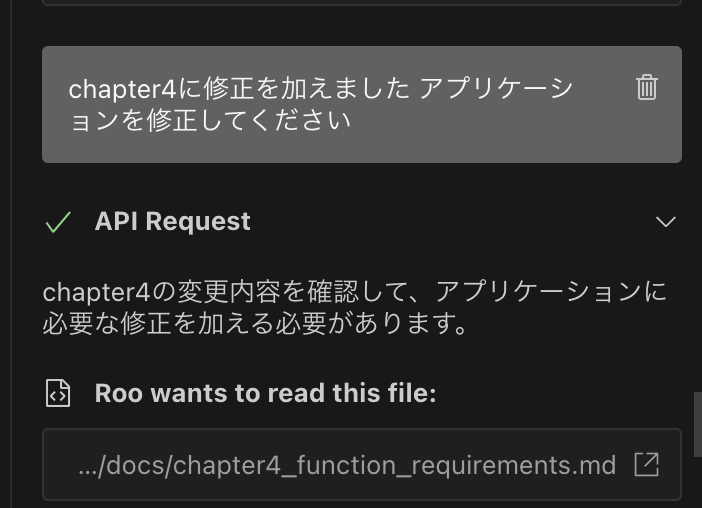 chapter4に修正を加えました アプリケーシ
ョンを修正してください
API Request
chapter4の変更内容を確認して、アプリケーションに
必要な修正を加える必要があります。
Roo wants to read this file:
.../docs/chapter4_function_requirements.md